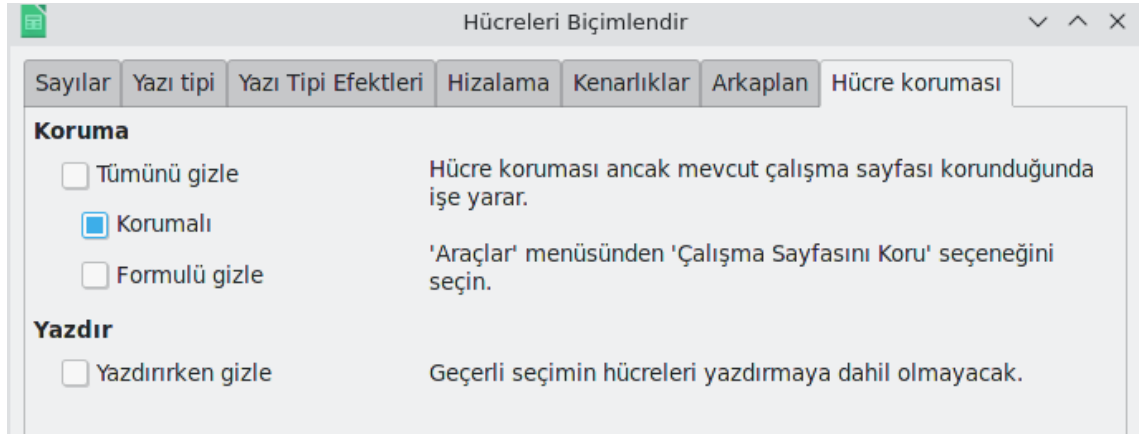 Hücreleri Biçimlendir
Sayılar Yazı tipi Yazı Tipi Efektleri Hizalama Kenarlıklar Arkaplan Hücre koruması
Koruma
Tümünü gizle
Hücre koruması ancak mevcut çalışma sayfası korunduğunda
işe yarar.
Korumalı
'Araçlar' menüsünden 'Çalışma Sayfasını Koru' seçeneğini
seçin.
Formulü gizle
Yazdır
Yazdırırken gizle
Geçerli seçimin hücreleri yazdırmaya dahil olmayacak.